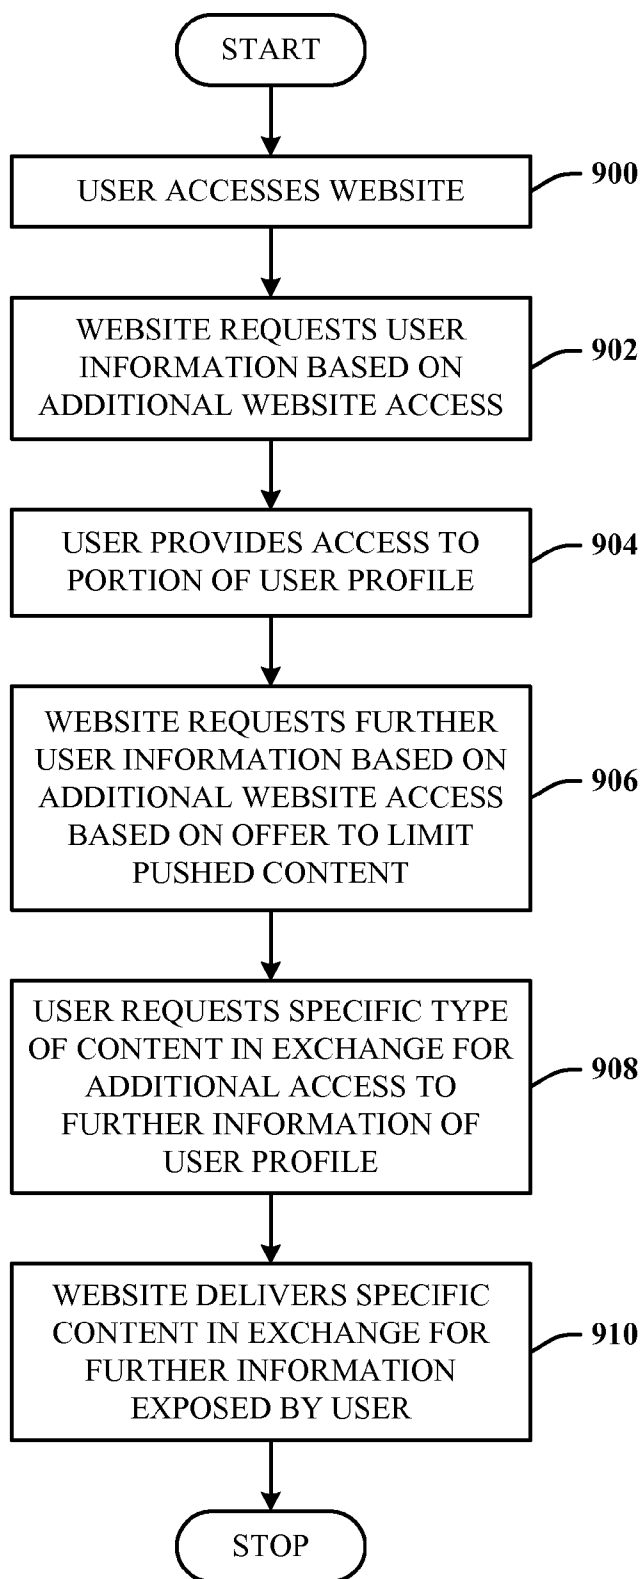 START
USER ACCESSES WEBSITE
900
WEBSITE REQUESTS USER
INFORMATION BASED ON
ADDITIONAL WEBSITE ACCESS
902
USER PROVIDES ACCESS TO
PORTION OF USER PROFILE
904
WEBSITE REQUESTS FURTHER
USER INFORMATION BASED ON
ADDITIONAL WEBSITE ACCESS
BASED ON OFFER TO LIMIT
PUSHED CONTENT
906
USER REQUESTS SPECIFIC TYPE
OF CONTENT IN EXCHANGE FOR
ADDITIONAL ACCESS TO
FURTHER INFORMATION OF
USER PROFILE
908
WEBSITE DELIVERS SPECIFIC
CONTENT IN EXCHANGE FOR
FURTHER INFORMATION
EXPOSED BY USER
910
STOP